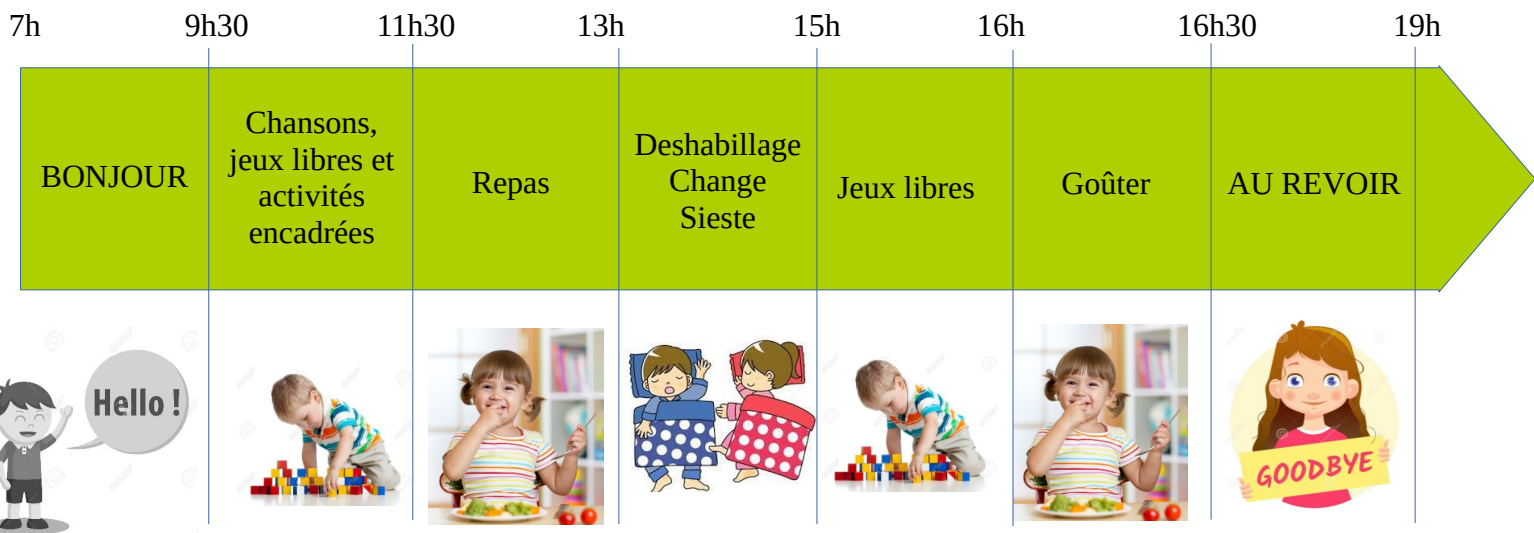 7h 9h30 11h30 13h 15h 16h 16h30 19h
BONJOUR
Chansons,
jeux libres et
activités
encadrées
Repas
Deshabillage
Change
Sieste
Jeux libres
Goûter
AU REVOIR
Hello !
GOODBYE